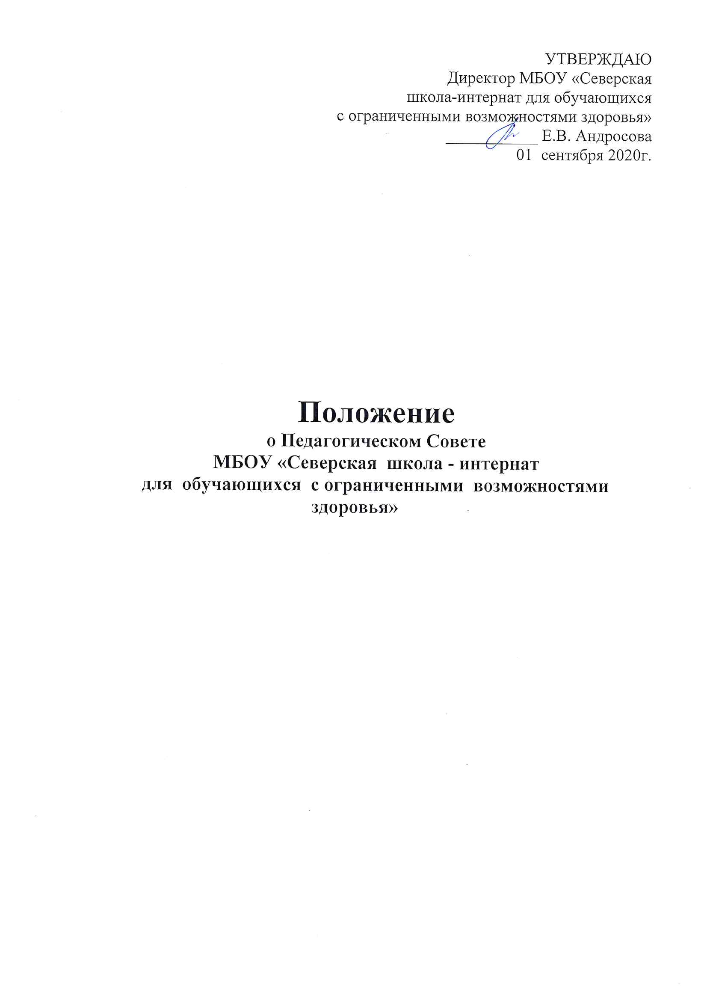 УТВЕРЖДАЮ
Директор МБОУ «Северская
школа-интернат для обучающихся
с ограниченными возможностями здоровья»
___________ Е.В. Андросова
01 сентября 2020г.
Положение
о Педагогическом Совете
МБОУ «Северская школа - интернат
для обучающихся с ограниченными возможностями
здоровья»